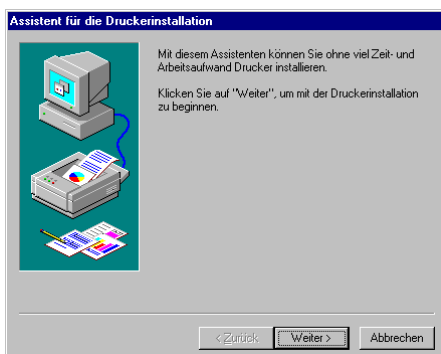 Assistent für die Druckerinstallation
Mit diesem Assistenten können Sie ohne viel Zeit- und
Arbeitsaufwand Drucker installieren.
Klicken Sie auf "Weiter", um mit der Druckerinstallation
zu beginnen.
< Zurück
Weiter >
Abbrechen